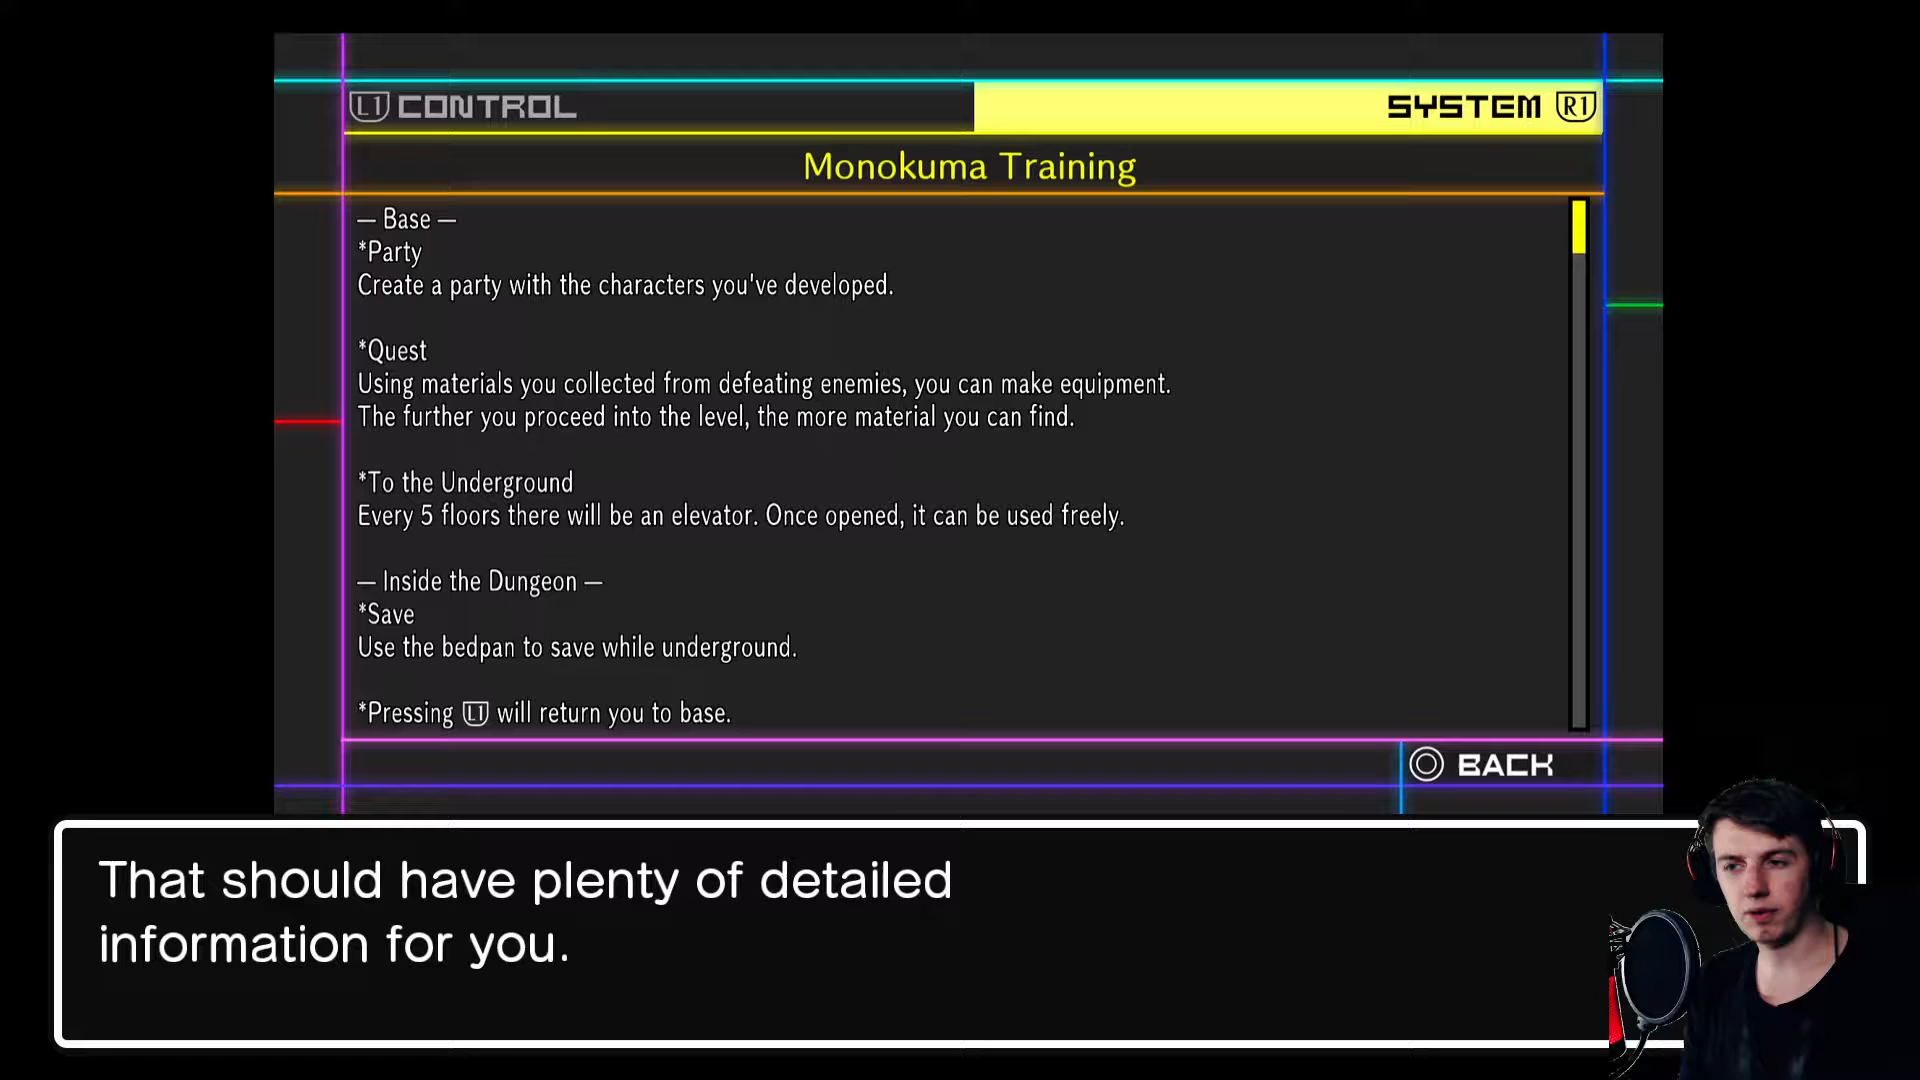 L1 CONTROL
SYSTEM R1
Monokuma Training
— Base —
*Party
Create a party with the characters you've developed.
*Quest
Using materials you collected from defeating enemies, you can make equipment.
The further you proceed into the level, the more material you can find.
*To the Underground
Every 5 floors there will be an elevator. Once opened, it can be used freely.
— Inside the Dungeon —
*Save
Use the bedpan to save while underground.
*Pressing L1 will return you to base.
BACK
That should have plenty of detailed
information for you.